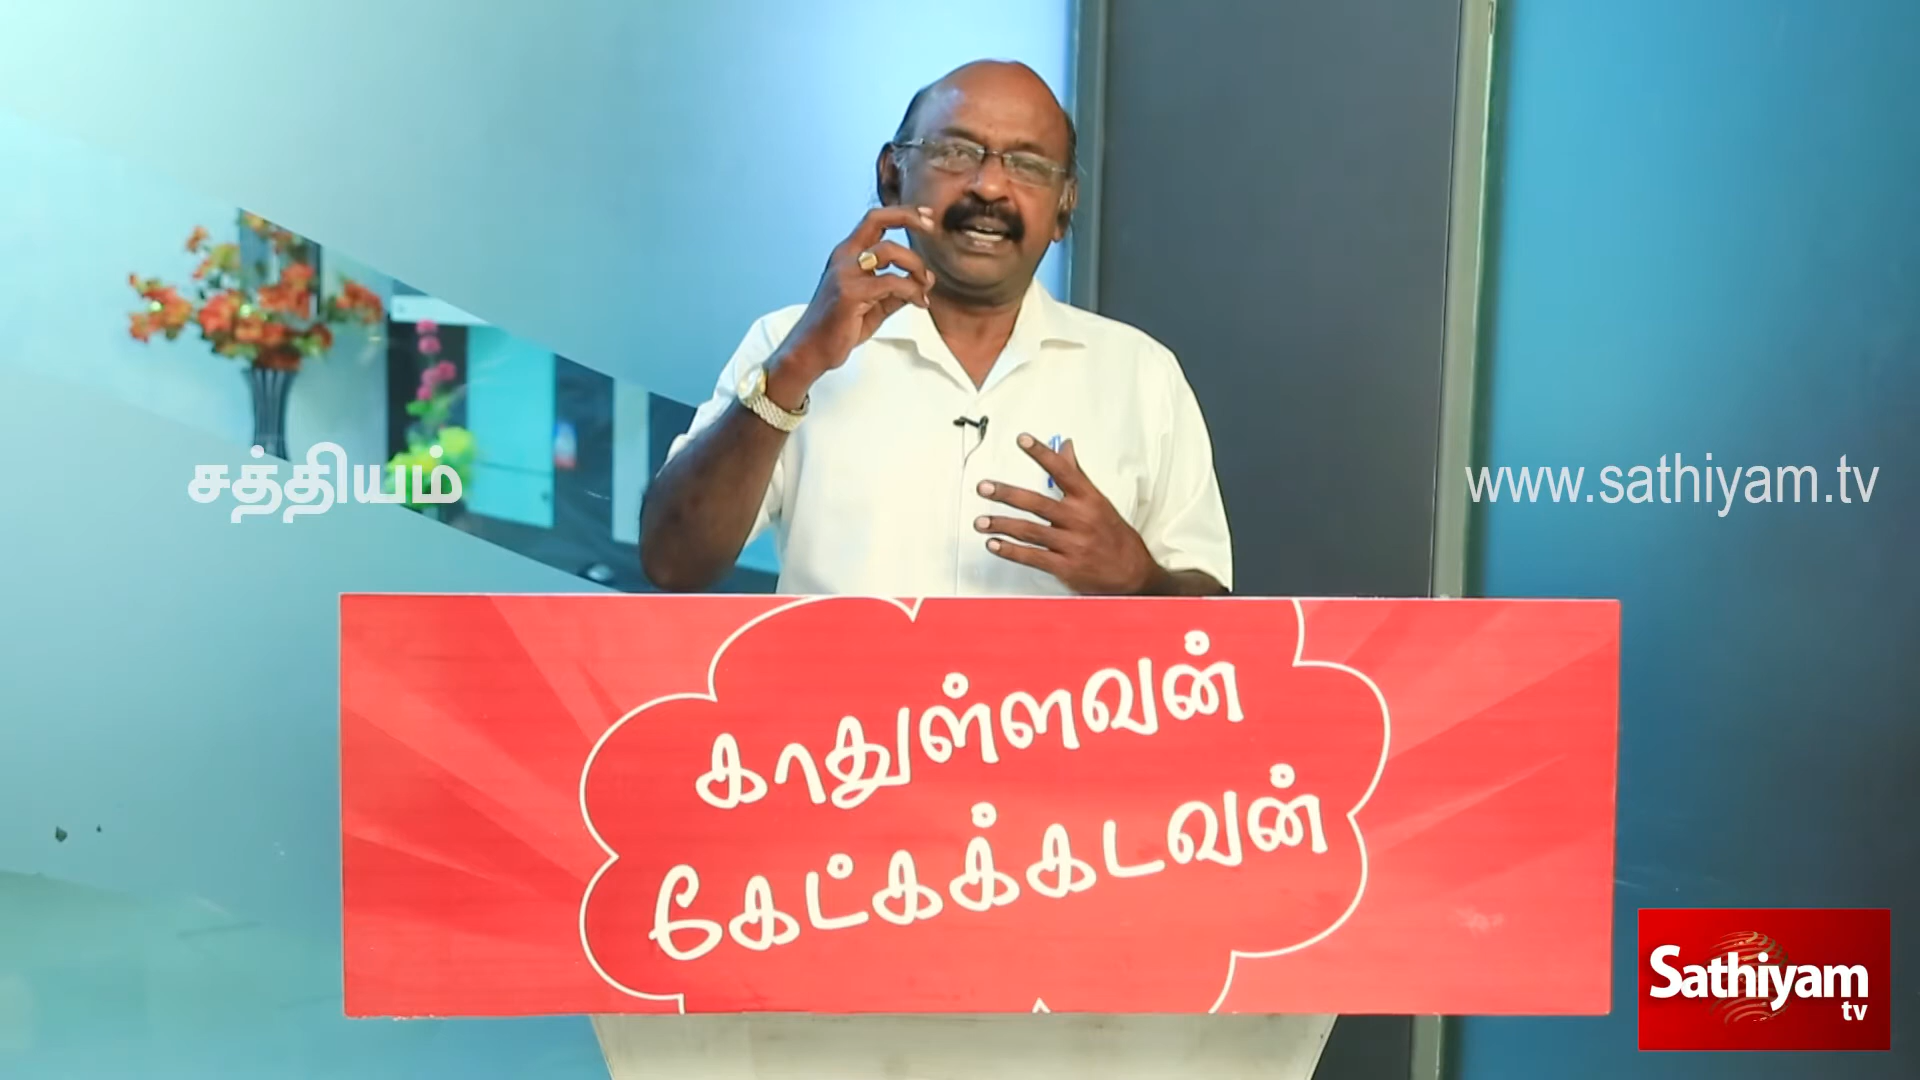 சத்தியம்
www.sathiyam.tv
காதுள்ளவன்
கேட்கக்கடவன்
Sathiyam
tv